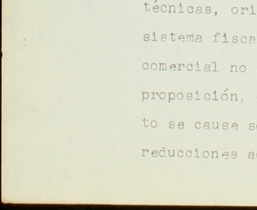 técnicas, ori
sistema fisca
comercial no
proposición,
to se cause s
reducciones a